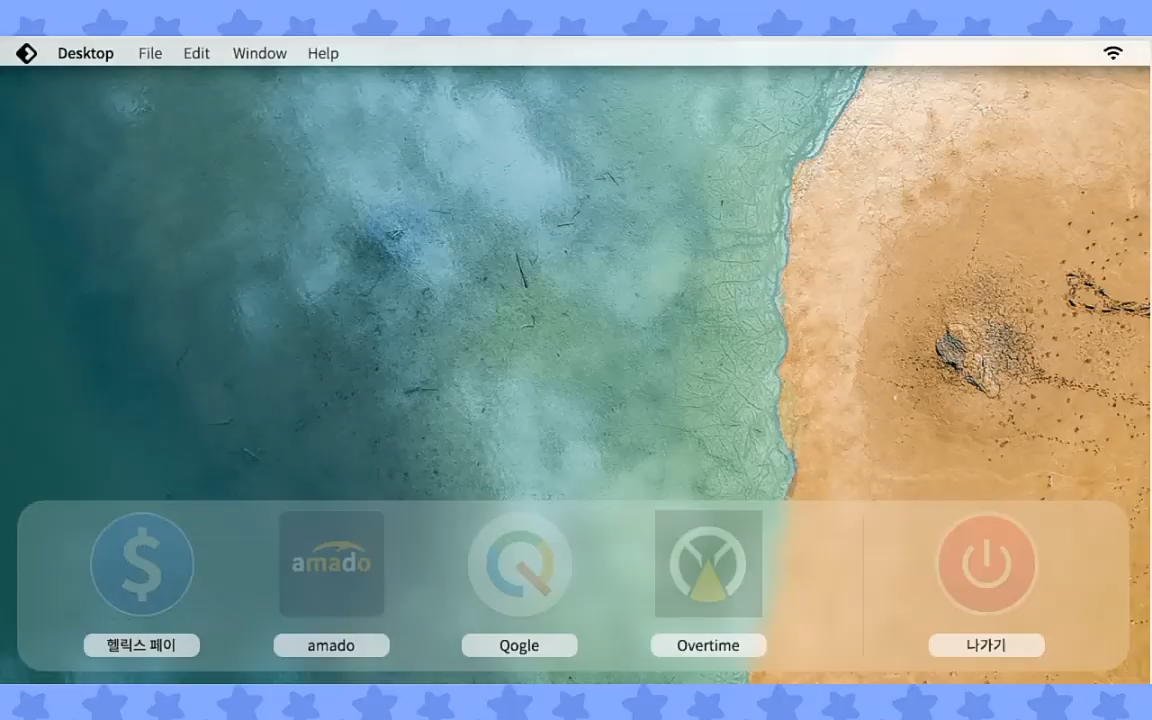 Desktop File Edit Window Help
amado
헬릭스 페이 amado Qogle Overtime 나가기